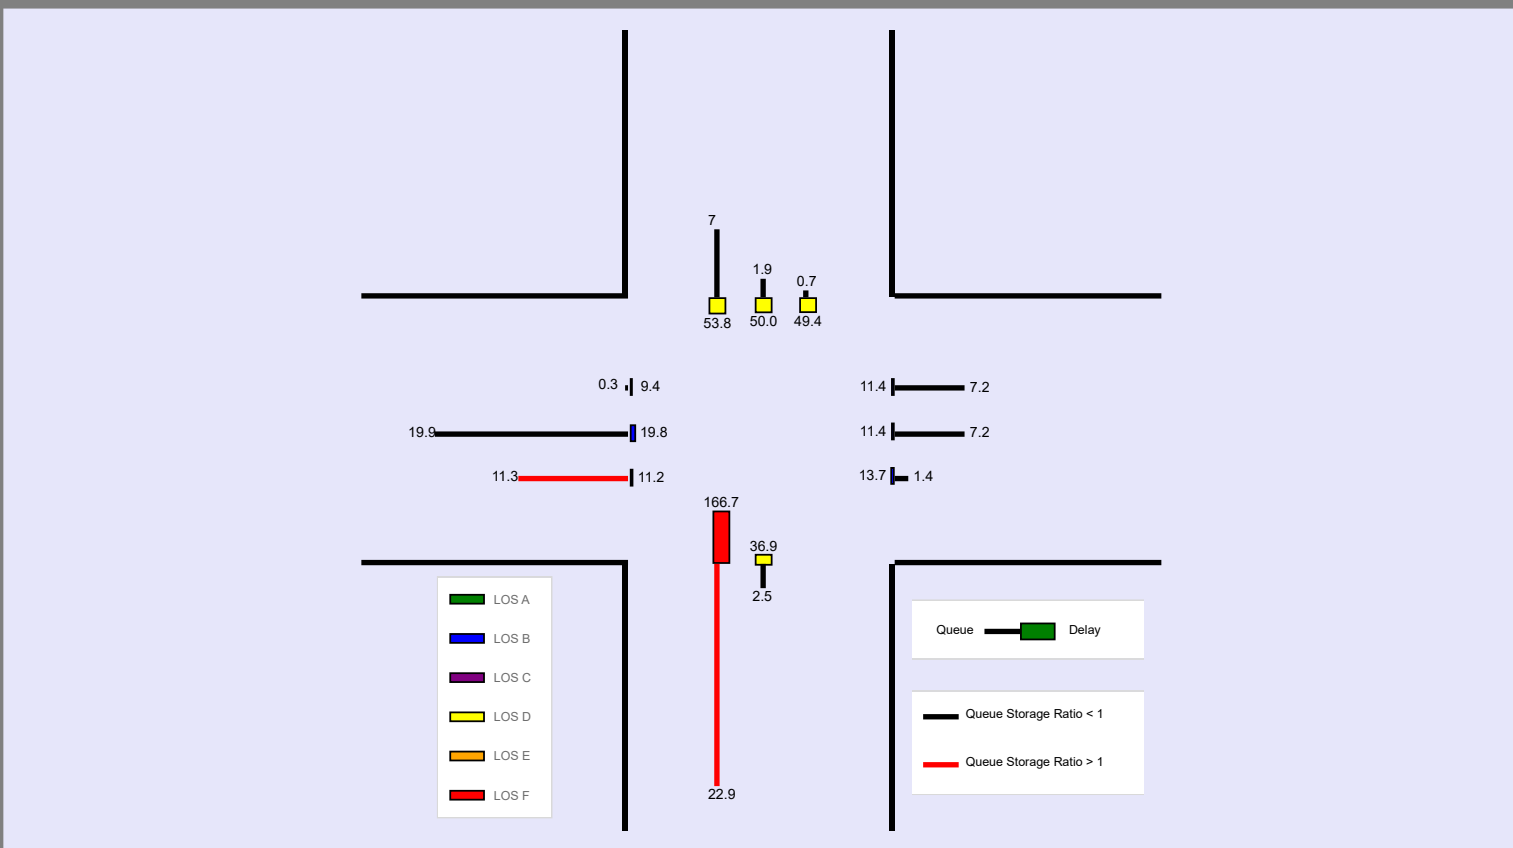 7
1.9
0.7
53.8
50.0
49.4
0.3 9.4
11.4 7.2
19.9 19.8
11.4 7.2
11.3 11.2
13.7 1.4
166.7
36.9
2.5
22.9
LOS A
LOS B
LOS C
LOS D
LOS E
LOS F
Queue Delay
Queue Storage Ratio < 1
Queue Storage Ratio > 1